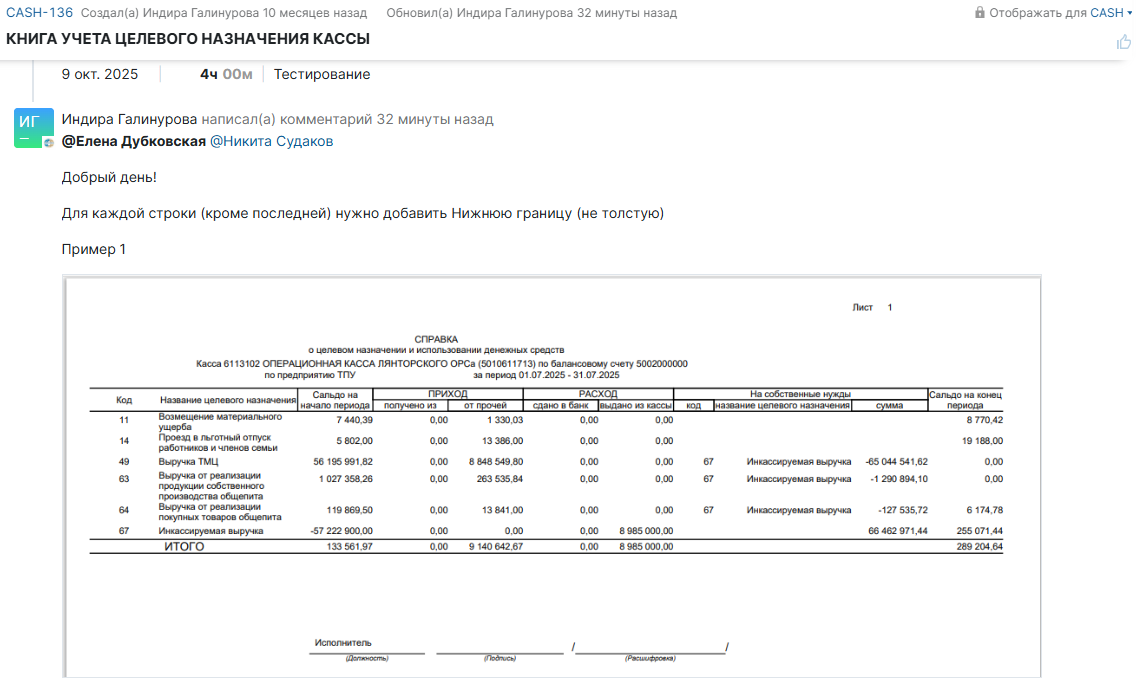 CASH-136 Создал(а) Индира Галинурова 10 месяцев назад Обновил(а) Индира Галинурова 32 минуты назад Отображать для CASH
КНИГА УЧЕТА ЦЕЛЕВОГО НАЗНАЧЕНИЯ КАССЫ
9 окт. 2025 4ч 00м Тестирование
ИГ
Индира Галинурова написал(а) комментарий 32 минуты назад
@Елена Дубковская @Никита Судаков
Добрый день!
Для каждой строки (кроме последней) нужно добавить Нижнюю границу (не толстую)
Пример 1
Лист 1
СПРАВКА
о целевом назначении и использовании денежных средств
Касса 6113102 ОПЕРАЦИОННАЯ КАССА ЛЯНТОРСКОГО ОРСа (5010611713) по балансовому счету 5002000000
по предприятию ТПУ за период 01.07.2025 - 31.07.2025
Код Название целевого назначения Сальдо на начало периода ПРИХОД РАСХОД На собственные нужды Сальдо на конец периода
получено из от прочей сдано в банк выдано из кассы код название целевого назначения сумма
11 Возмещение материального ущерба 7 440,39 0,00 1 330,03 0,00 0,00 8 770,42
14 Проезд в льготный отпуск работников и членов семьи 5 802,00 0,00 13 386,00 0,00 0,00 19 188,00
49 Выручка ТМЦ 56 195 991,82 0,00 8 848 549,80 0,00 0,00 67 Инкассируемая выручка -65 044 541,62 0,00
63 Выручка от реализации продукции собственного производства общепита 1 027 358,26 0,00 263 535,84 0,00 0,00 67 Инкассируемая выручка -1 290 894,10 0,00
64 Выручка от реализации покупных товаров общепита 119 869,50 0,00 13 841,00 0,00 0,00 67 Инкассируемая выручка -127 535,72 6 174,78
67 Инкассируемая выручка -57 222 900,00 0,00 0,00 0,00 8 985 000,00 66 462 971,44 255 071,44
ИТОГО 133 561,97 0,00 9 140 642,67 0,00 8 985 000,00 289 204,64
Исполнитель / /
(Должность) (Подпись) (Расшифровка)